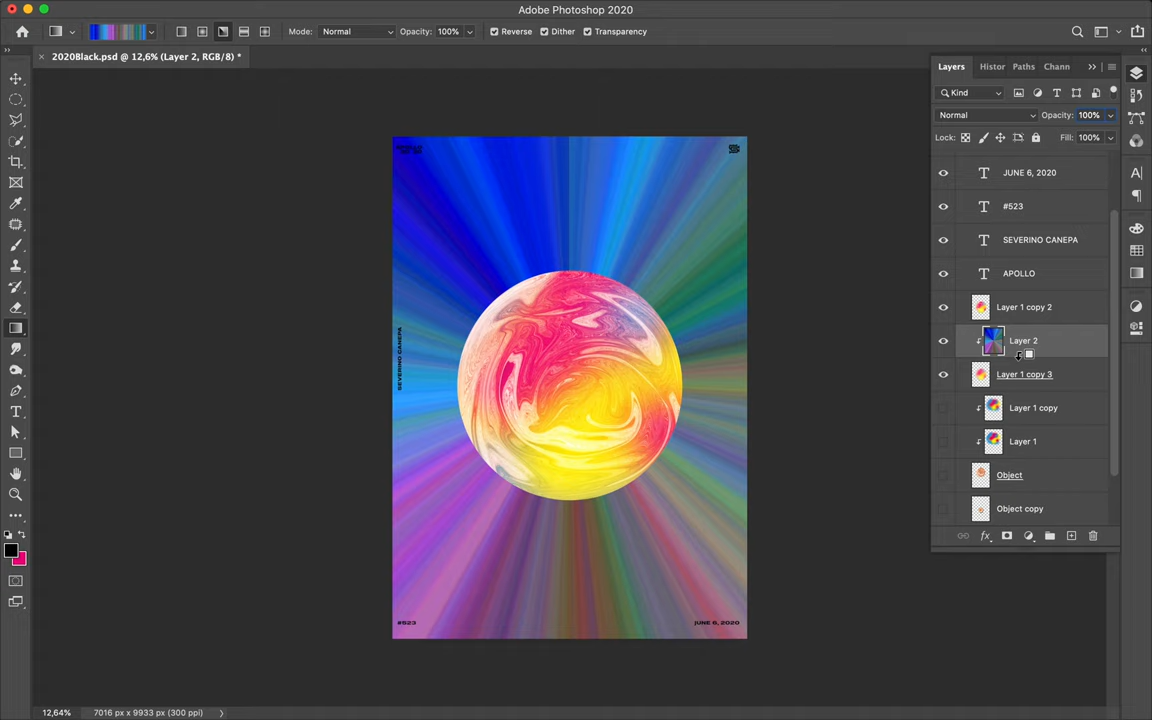 Adobe Photoshop 2020
Mode: Normal Opacity: 100% Reverse Dither Transparency
2020Black.psd @ 12,6% (Layer 2, RGB/8) *
Layers Histor Paths Chann
Kind
Normal Opacity: 100%
Lock: Fill: 100%
JUNE 6, 2020
#523
SEVERINO CANEPA
APOLLO
Layer 1 copy 2
Layer 2
Layer 1 copy 3
Layer 1 copy
Layer 1
Object
Object copy
SEVERINO CANEPA
#523
JUNE 6, 2020
12,64% 7016 px x 9933 px (300 ppi)